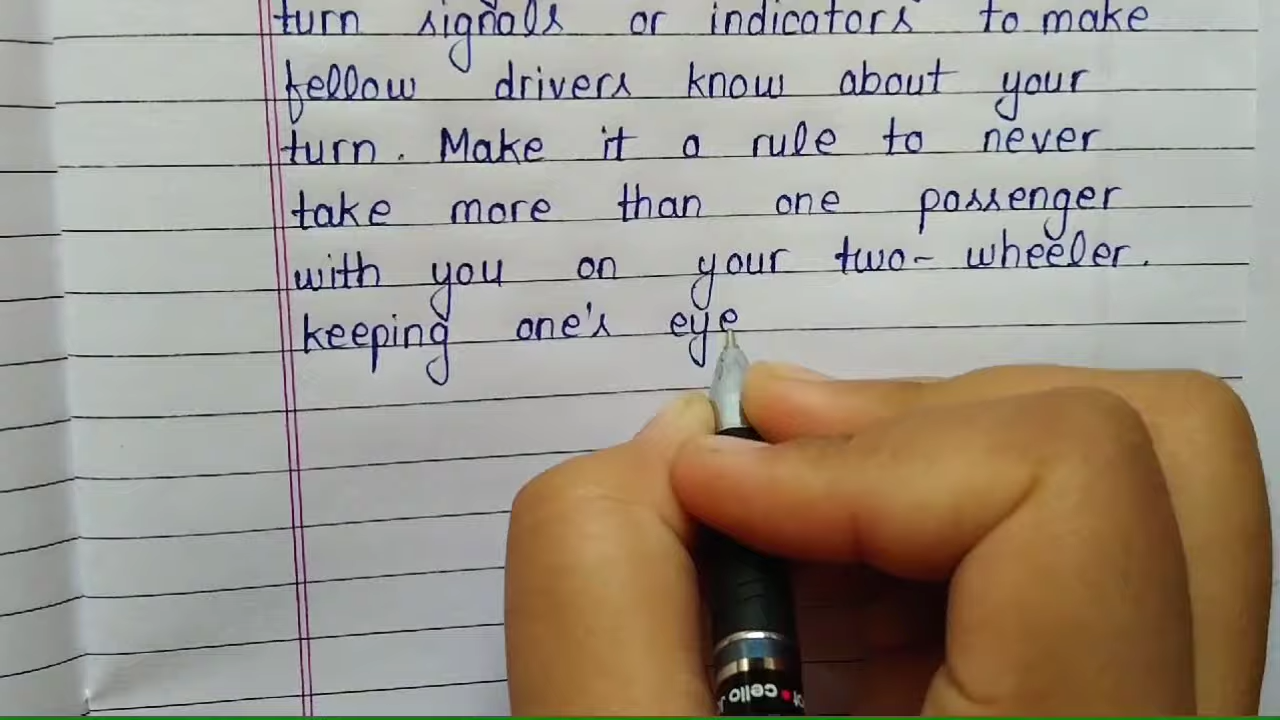 turn signals or indicators to make
fellow drivers know about your
turn. Make it a rule to never
take more than one passenger
with you on your two-wheeler.
keeping one's eye
cello